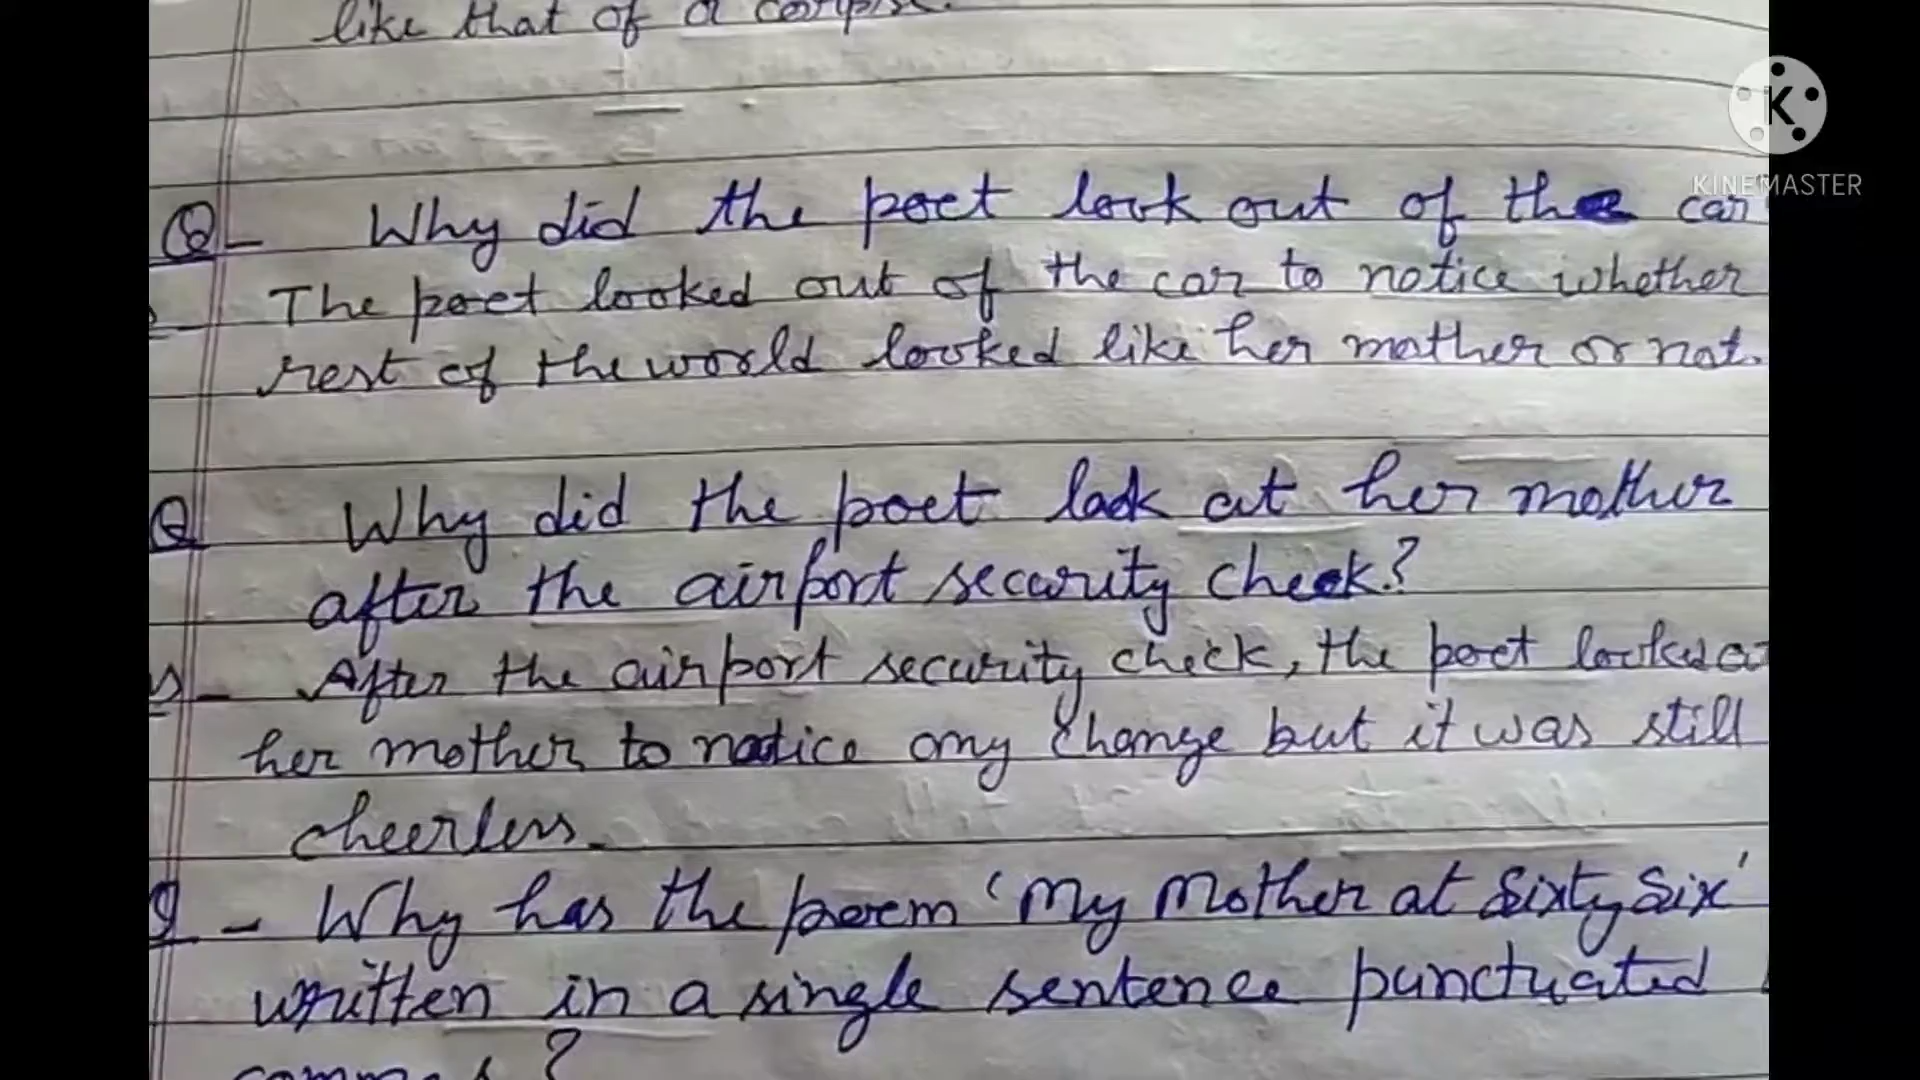 like that of a corpse.
KINEMASTER
Q- Why did the poet look out of the car
The poet looked out of the car to notice whether
rest of the world looked like her mother or not.
Q Why did the poet look at her mother
after the airport security check?
s- After the airport security check, the poet looked at
her mother to notice any change but it was still
cheerless.
Q - Why has the poem 'My Mother at Sixty Six'
written in a single sentence punctuated
commas?